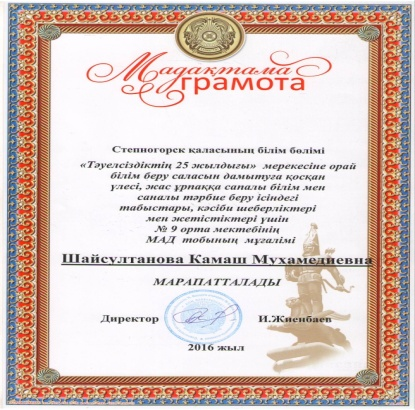 Мадақтама
грамота
Степногорск қаласының білім бөлімі
«Тәуелсіздіктің 25 жылдығы» мерекесіне орай
білім беру саласын дамытуға қосқан
үлесі, жас ұрпаққа сапалы білім мен
саналы тәрбие беру ісіндегі
табыстары, кәсіби шеберліктері
мен жетістіктері үшін
№ 9 орта мектебінің
МАД тобының мұғалімі
Шайсултанова Камаш Мухамедиевна
МАРАПАТТАЛАДЫ
Директор И.Жиенбаев
2016 жыл